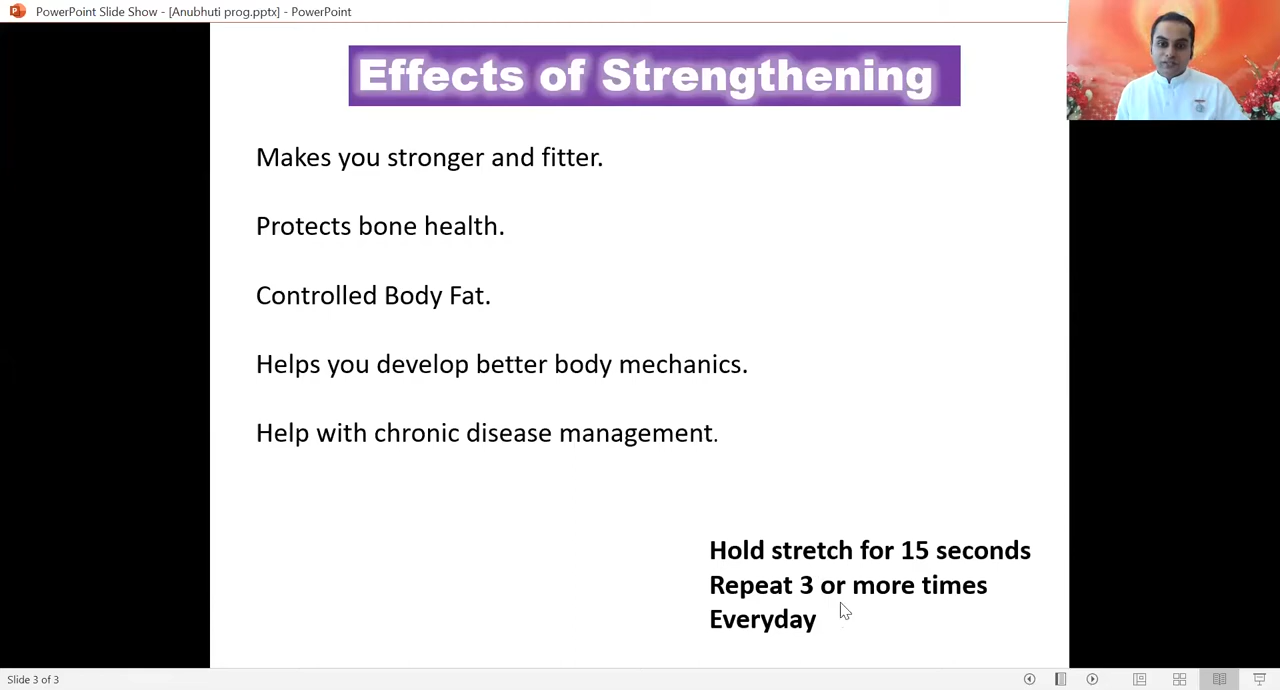 PowerPoint Slide Show - [Anubhuti prog.pptx] - PowerPoint
Effects of Strengthening
Makes you stronger and fitter.
Protects bone health.
Controlled Body Fat.
Helps you develop better body mechanics.
Help with chronic disease management.
Hold stretch for 15 seconds
Repeat 3 or more times
Everyday
Slide 3 of 3